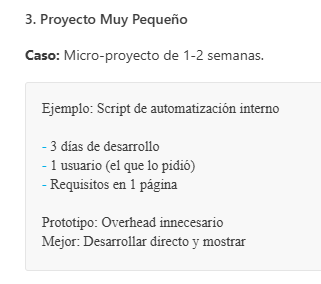 3. Proyecto Muy Pequeño
Caso: Micro-proyecto de 1-2 semanas.
Ejemplo: Script de automatización interno
- 3 días de desarrollo
- 1 usuario (el que lo pidió)
- Requisitos en 1 página
Prototipo: Overhead innecesario
Mejor: Desarrollar directo y mostrar